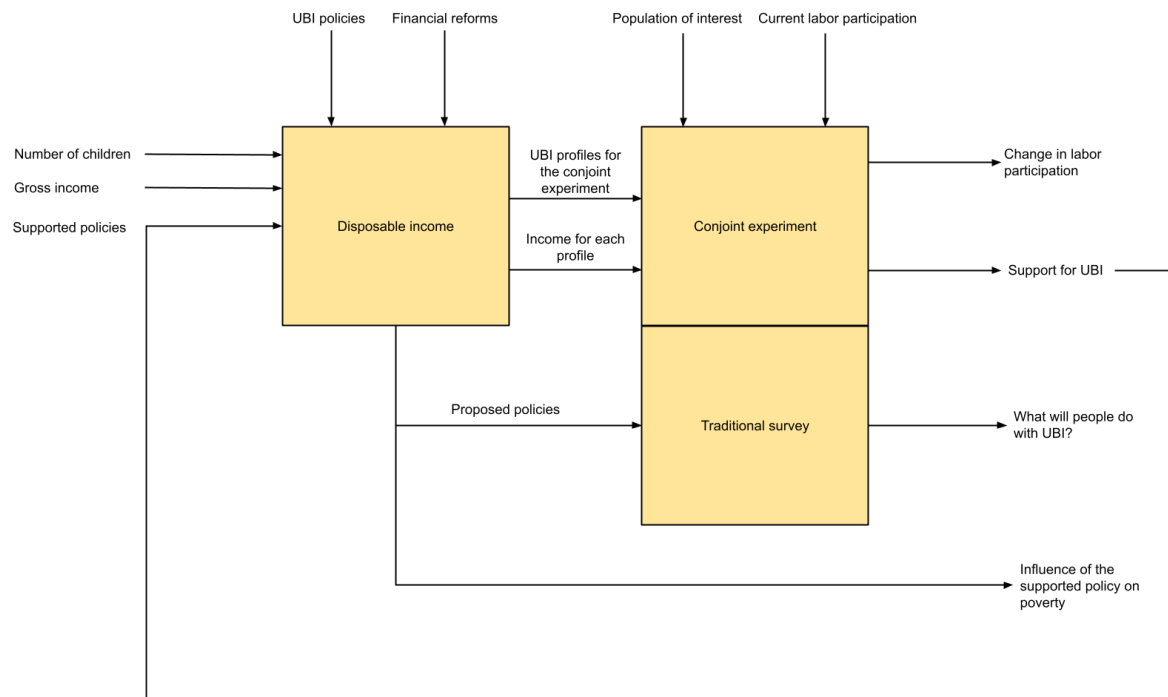 UBI policies
Financial reforms
Population of interest
Current labor participation
Number of children
Gross income
Supported policies
Disposable income
UBI profiles for
the conjoint
experiment
Income for each
profile
Conjoint experiment
Change in labor
participation
Support for UBI
Proposed policies
Traditional survey
What will people do
with UBI?
Influence of the
supported policy on
poverty